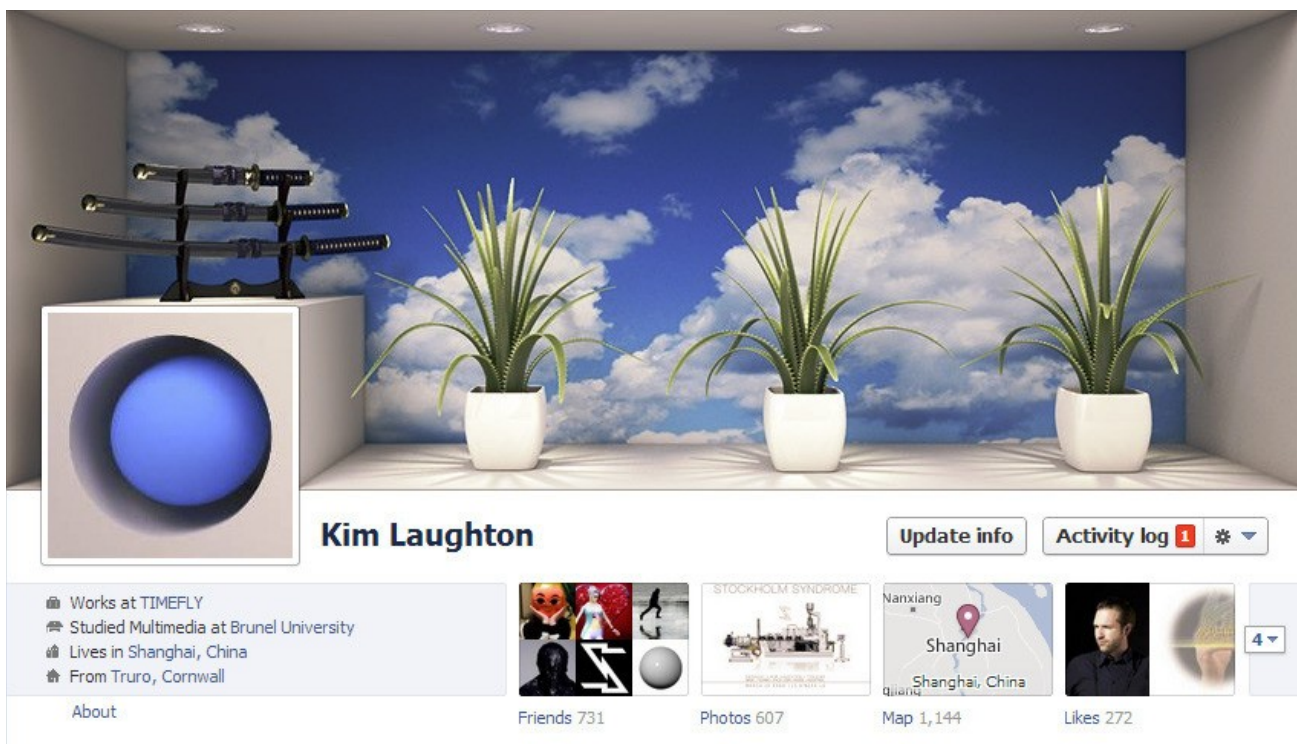 Kim Laughton
Update info
Activity log 1
Works at TIMEFLY
Studied Multimedia at Brunel University
Lives in Shanghai, China
From Truro, Cornwall
About
STOCKHOLM SYNDROME
Nanxiang
Shanghai
Shanghai, China
qjiang
4
Friends 731
Photos 607
Map 1,144
Likes 272